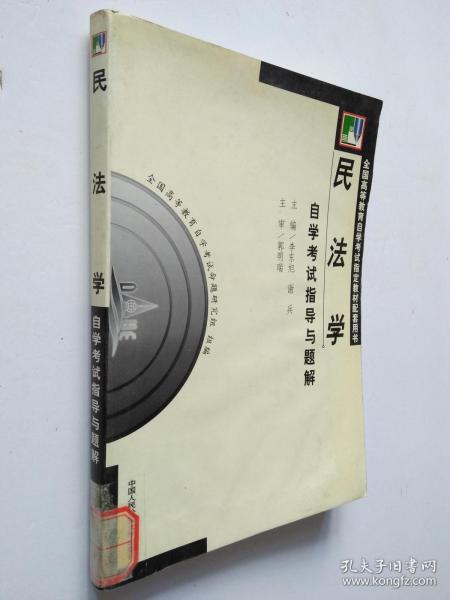 全国高等教育自学考试指定教材配套用书
民法学
自学考试指导与题解
主编／李东旭 谢兵
主审／郭明瑞
全国高等教育自学考试命题研究组 组编
民法学
自学考试指导与题解
中国人民
孔夫子旧书网
www.kongfz.com